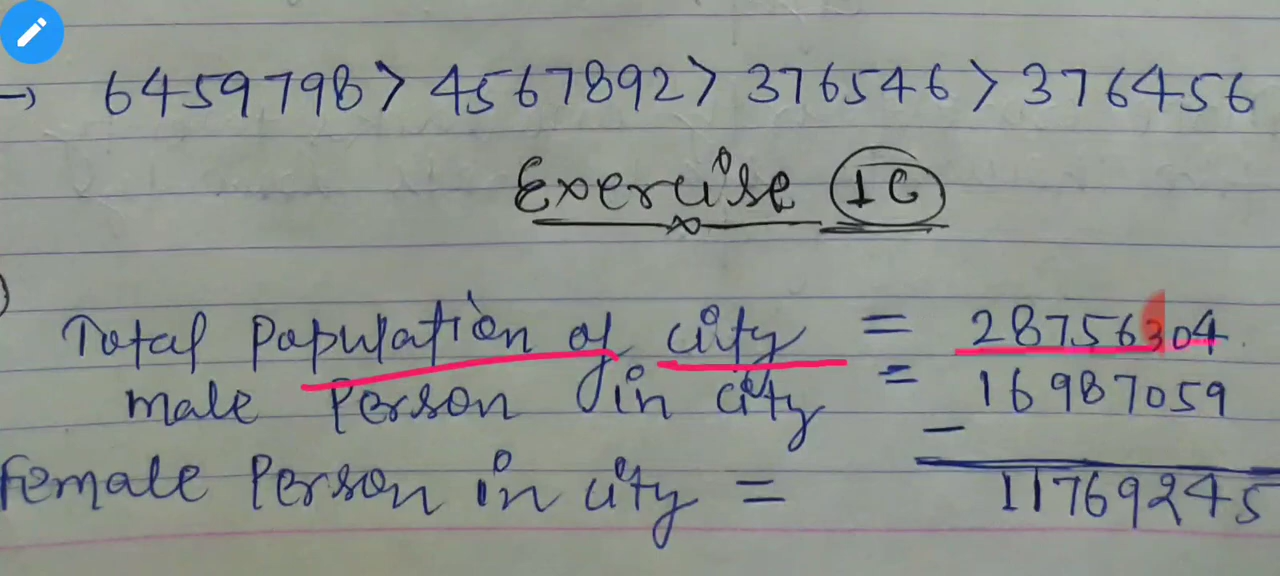 → 6459798 > 4567892 > 376546 > 376456
Exercise 1C
) Total Population of city = 28756304.
male Person in city = 16987059
-
Female Person in city = 11769245